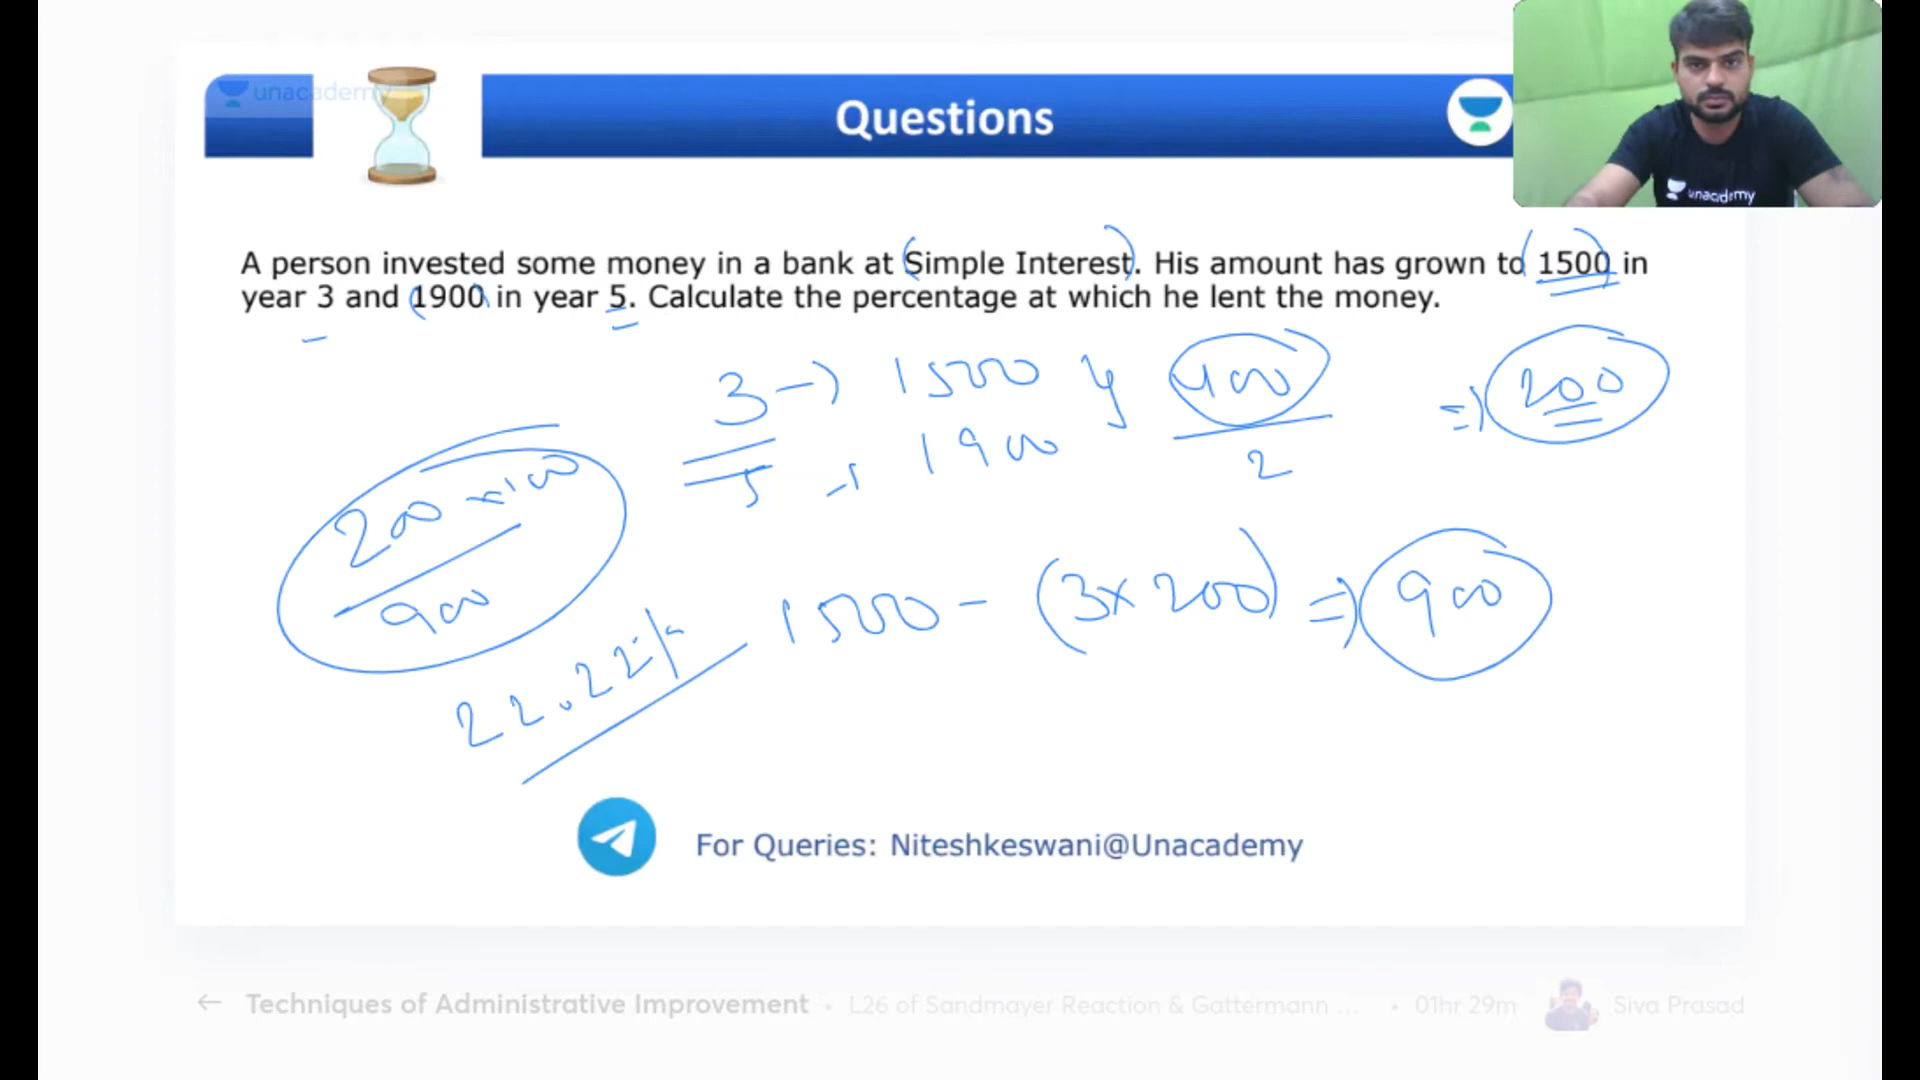 unacademy
Questions
unacademy
A person invested some money in a bank at Simple Interest. His amount has grown to 1500 in
year 3 and 1900 in year 5. Calculate the percentage at which he lent the money.
3 → 1500 } 400 / 2 ⇒ 200
5 → 1900
200 × 100 / 900
1500 - (3 × 200) ⇒ 900
22.22%
For Queries: Niteshkeswani@Unacademy
← Techniques of Administrative Improvement • L26 of Sandmayer Reaction & Gattermann ... • 01hr 29m Siva Prasad